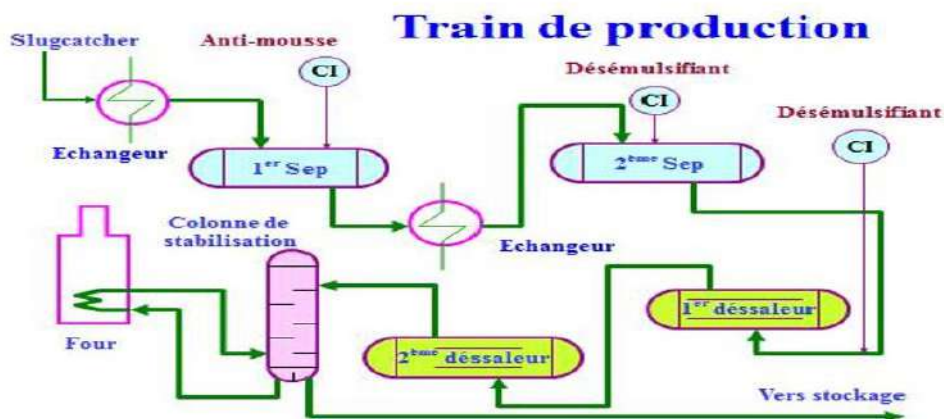 Train de production
Slugcatcher
Anti-mousse
CI
Désémulsifiant
CI
Désémulsifiant
CI
Echangeur
1er Sep
2ème Sep
Colonne de
stabilisation
Echangeur
1er déssaleur
Four
2ème déssaleur
Vers stockage